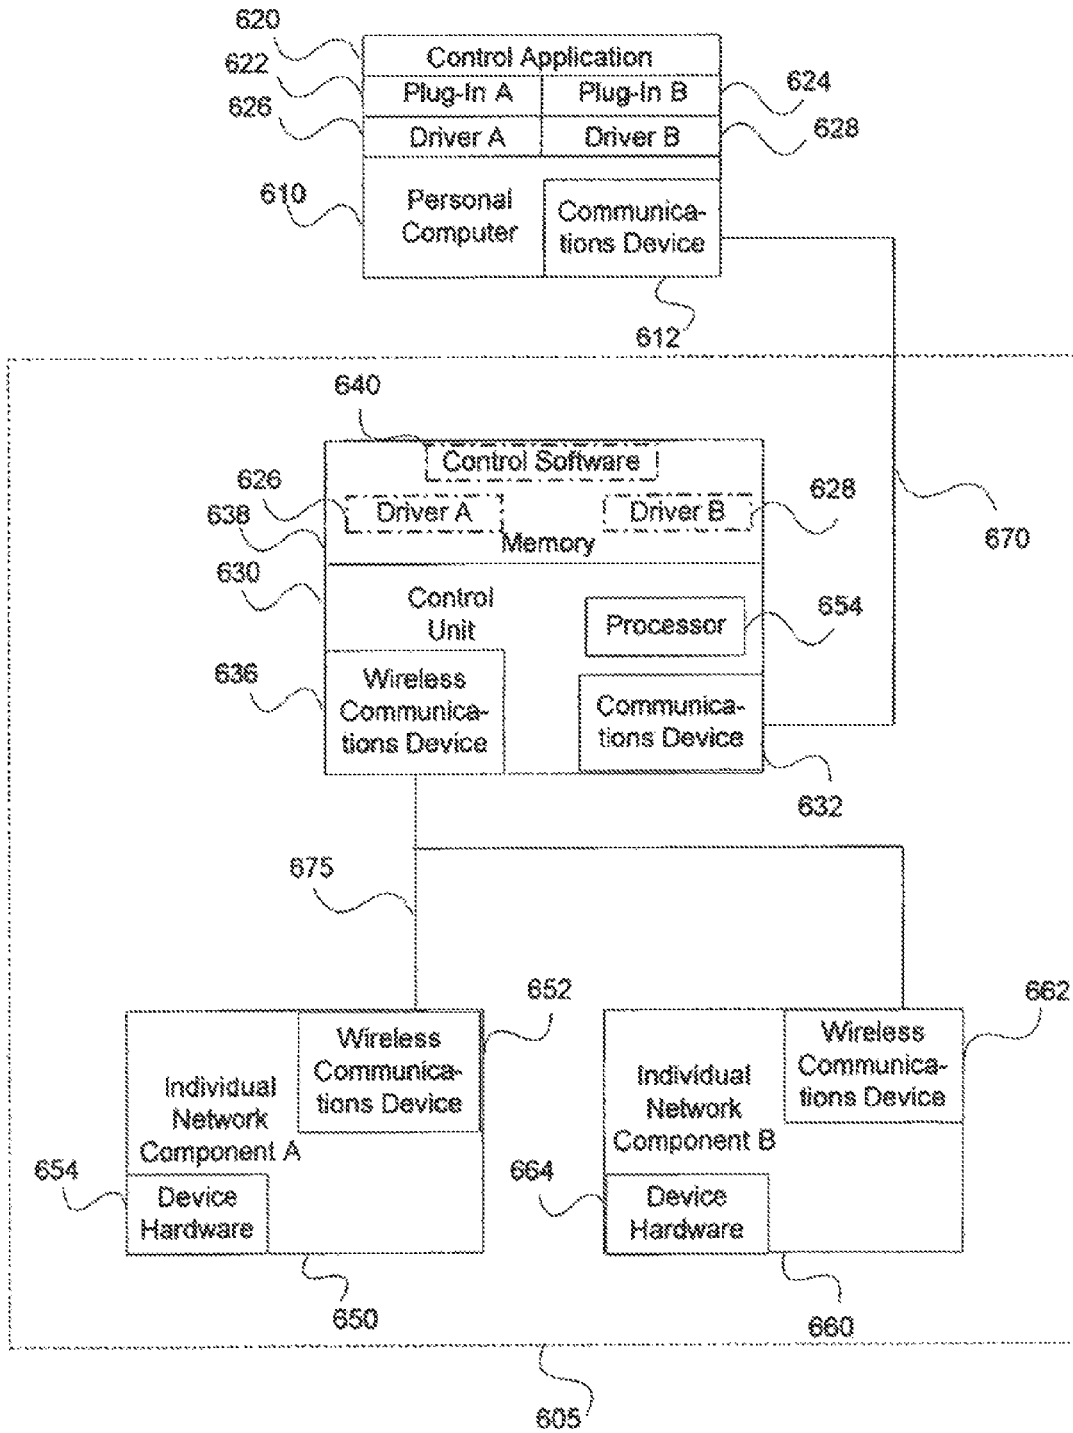 620
Control Application
622
Plug-In A
Plug-In B
624
626
Driver A
Driver B
628
610
Personal
Computer
Communica-
tions Device
612
640
Control Software
626
Driver A
Driver B
628
638
Memory
670
630
Control
Unit
Processor
654
636
Wireless
Communica-
tions Device
Communica-
tions Device
632
675
652
662
Wireless
Communica-
tions Device
Individual
Network
Component A
654
Device
Hardware
650
Wireless
Communica-
tions Device
Individual
Network
Component B
664
Device
Hardware
660
605